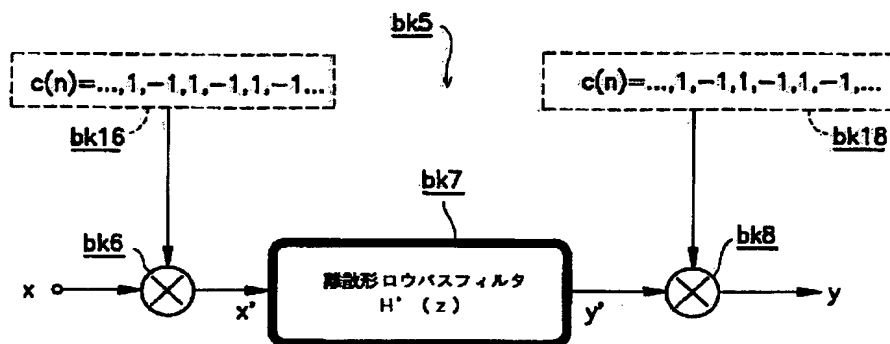 bk5
c(n)=...,1,-1,1,-1,1,-1...
c(n)=...,1,-1,1,-1,1,-1,...
bk16
bk18
bk7
bk6
bk8
x
x'
離散形ロウパスフィルタ
H' (z)
y'
y